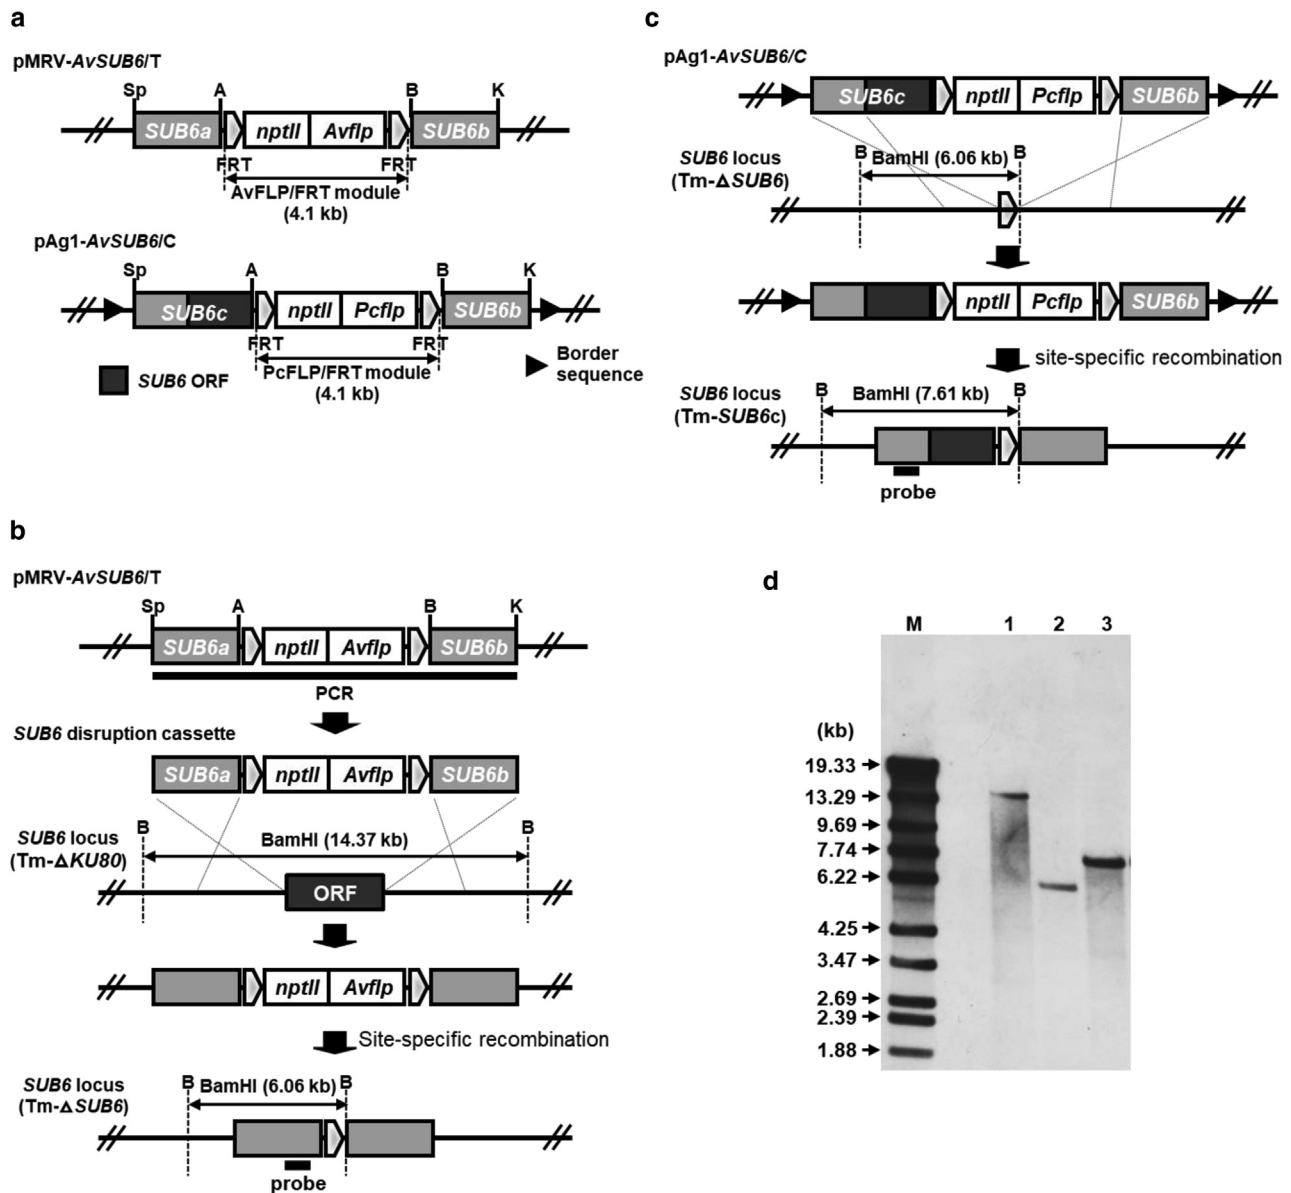 a
pMRV-AvSUB6/T
Sp A B K
SUB6a nptII Avflp SUB6b
FRT FRT
AvFLP/FRT module
(4.1 kb)
pAg1-AvSUB6/C
Sp A B K
SUB6c nptII Pcflp SUB6b
FRT FRT
PcFLP/FRT module
(4.1 kb)
SUB6 ORF
Border
sequence
b
pMRV-AvSUB6/T
Sp A B K
SUB6a nptII Avflp SUB6b
PCR
SUB6 disruption cassette
SUB6a nptII Avflp SUB6b
SUB6 locus
(Tm-ΔKU80)
B BamHI (14.37 kb) B
ORF
nptII Avflp
Site-specific recombination
SUB6 locus
(Tm-ΔSUB6)
B BamHI (6.06 kb) B
probe
c
pAg1-AvSUB6/C
SUB6c nptII Pcflp SUB6b
SUB6 locus
(Tm-ΔSUB6)
B BamHI (6.06 kb) B
nptII Pcflp SUB6b
site-specific recombination
SUB6 locus
(Tm-SUB6c)
B BamHI (7.61 kb) B
probe
d
M 1 2 3
(kb)
19.33
13.29
9.69
7.74
6.22
4.25
3.47
2.69
2.39
1.88